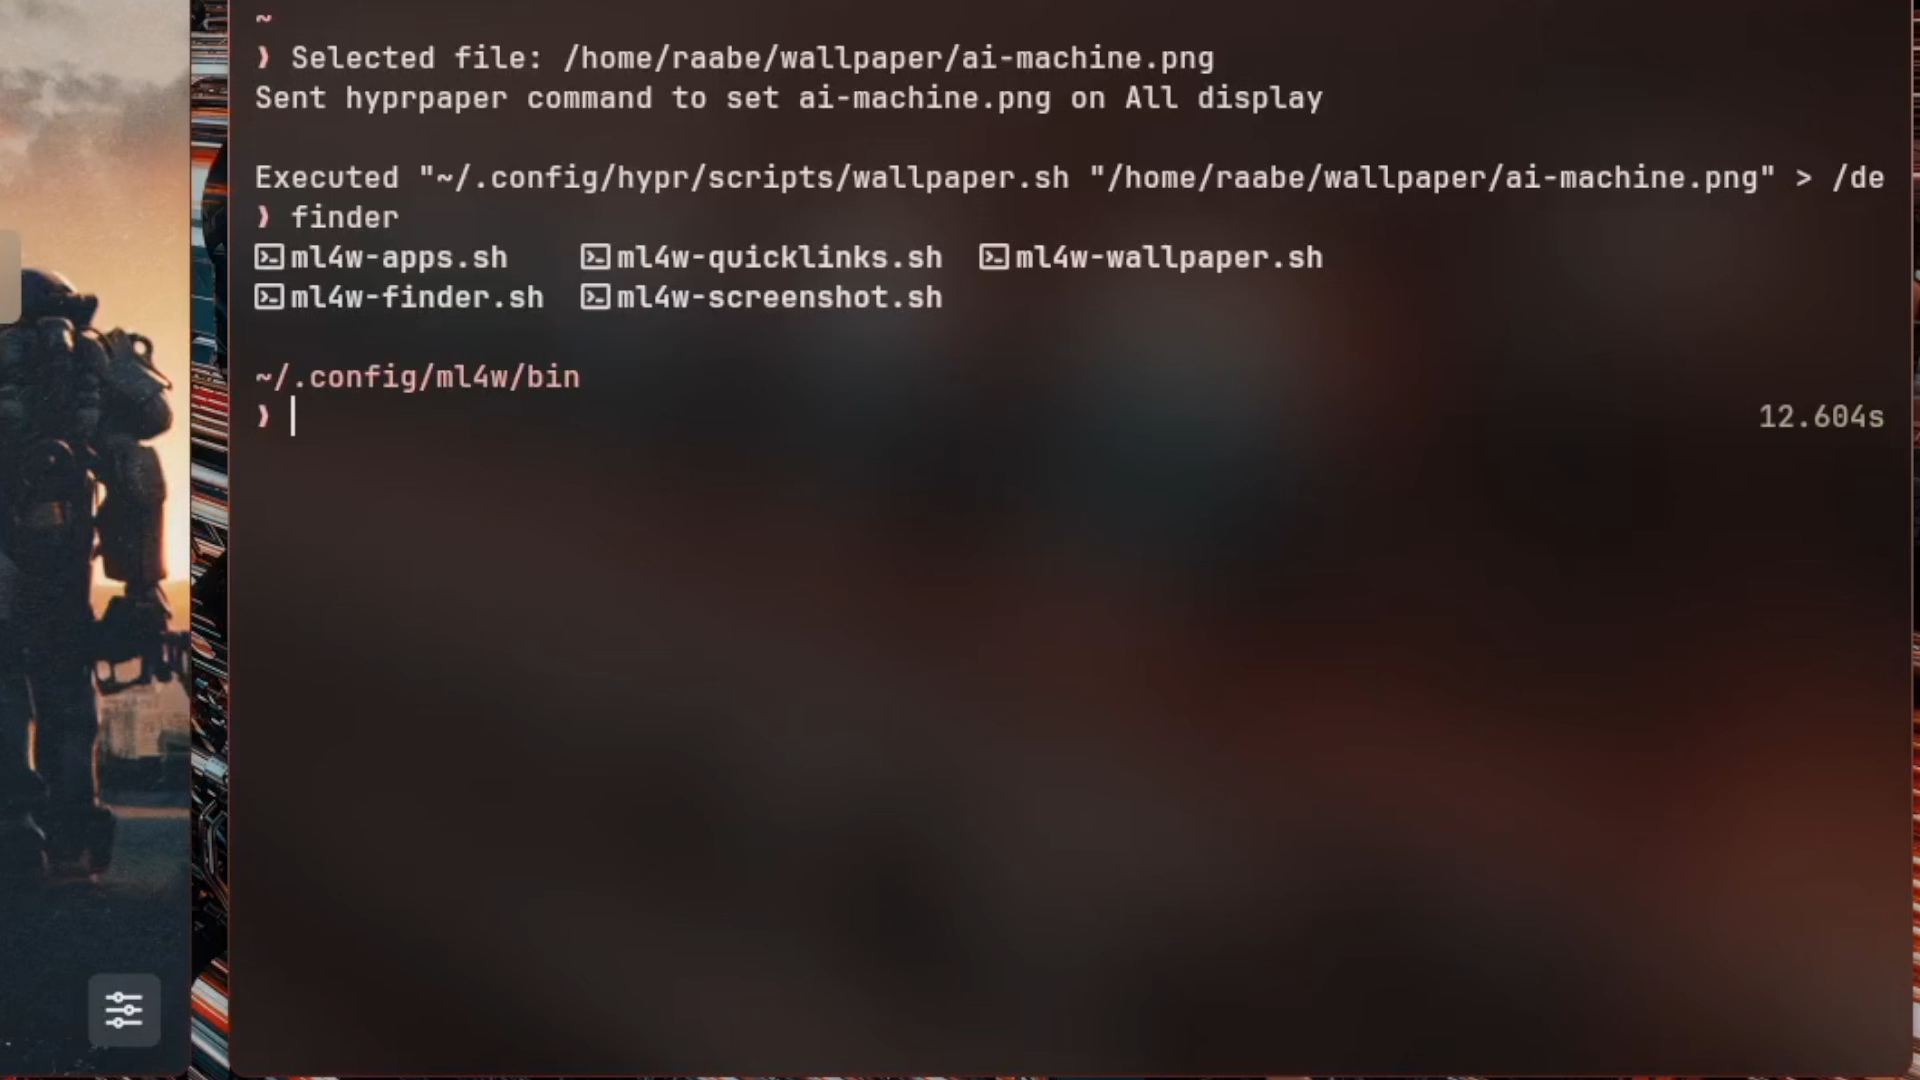 ~
❯ Selected file: /home/raabe/wallpaper/ai-machine.png
Sent hyprpaper command to set ai-machine.png on All display
Executed "~/.config/hypr/scripts/wallpaper.sh "/home/raabe/wallpaper/ai-machine.png" > /de
❯ finder
ml4w-apps.sh ml4w-quicklinks.sh ml4w-wallpaper.sh
ml4w-finder.sh ml4w-screenshot.sh
~/.config/ml4w/bin
❯ 12.604s